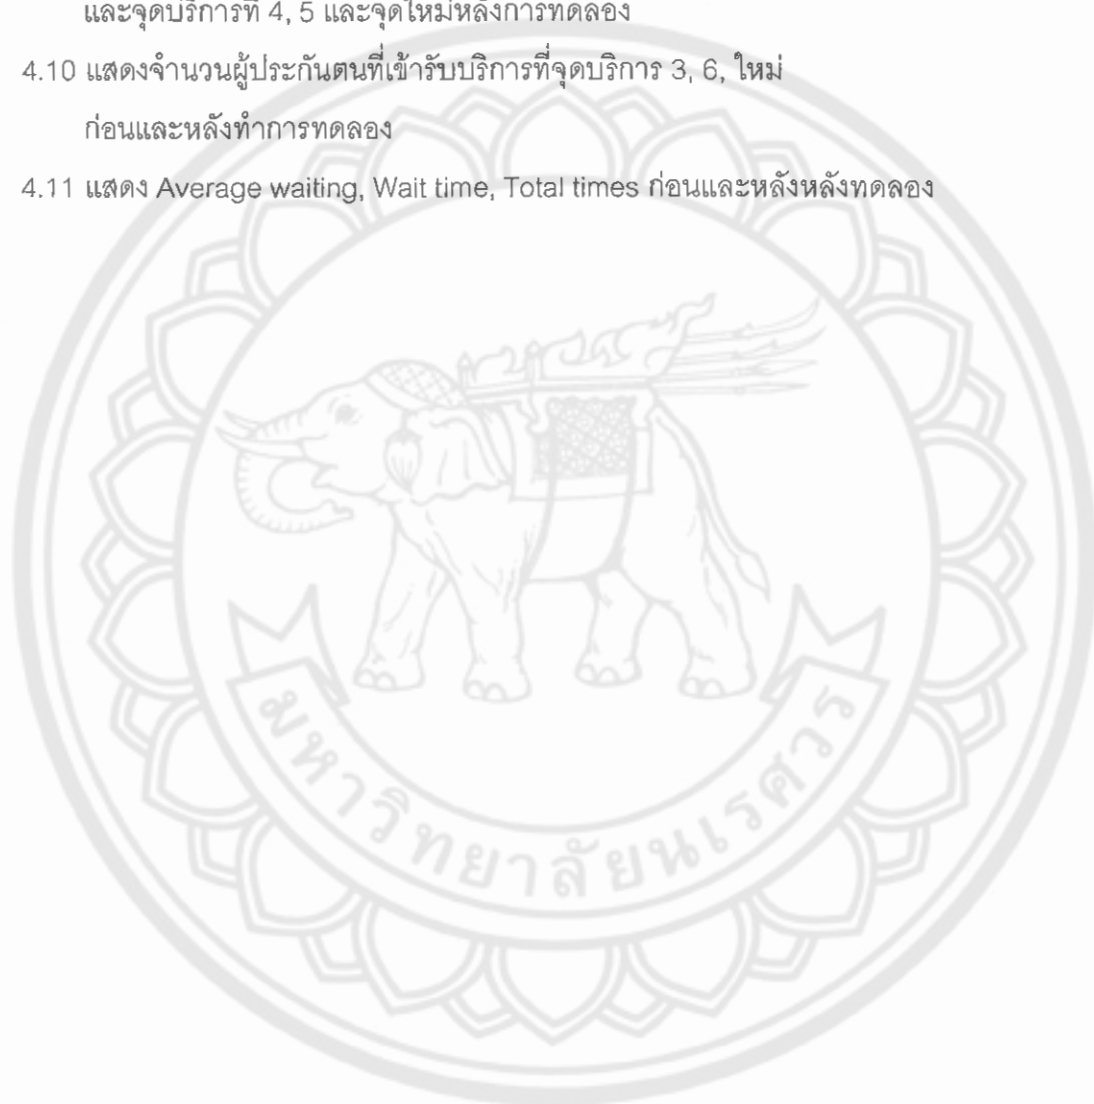 และจุดบริการที่ 4, 5 และจุดใหม่หลังการทดลอง
4.10 แสดงจำนวนผู้ประกันตนที่เข้ารับบริการที่จุดบริการ 3, 6, ใหม่
ก่อนและหลังทำการทดลอง
4.11 แสดง Average waiting, Wait time, Total times ก่อนและหลังหลังทดลอง
มหาวิทยาลัยนเรศวร